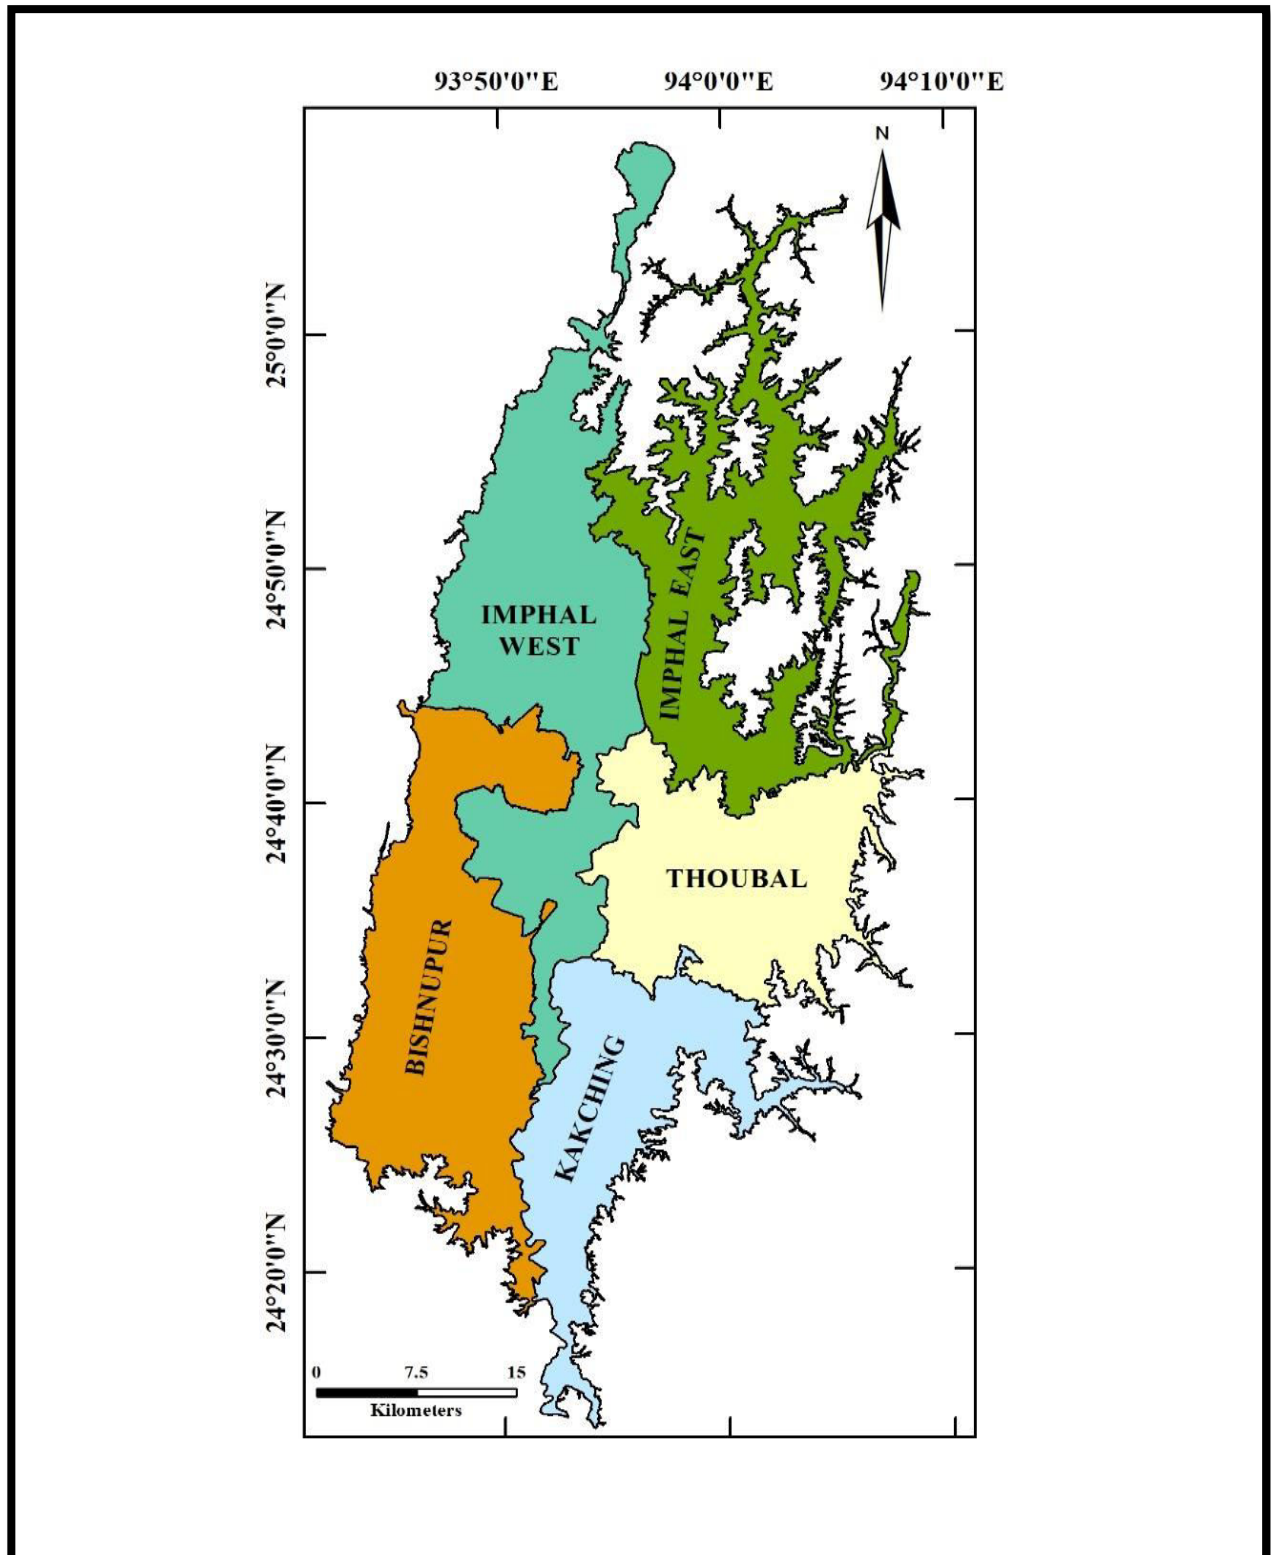 93°50'0"E 94°0'0"E 94°10'0"E
N
25°0'0"N
24°50'0"N
24°40'0"N
24°30'0"N
24°20'0"N
IMPHAL
WEST
IMPHAL EAST
THOUBAL
BISHNUPUR
KAKCHING
0 7.5 15
Kilometers